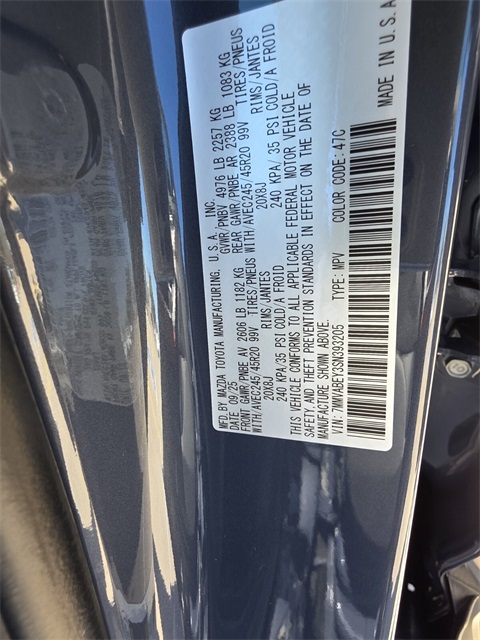 MFD. BY MAZDA TOYOTA MANUFACTURING, U.S.A., INC.
DATE 09/25 GVWR/PNBV 4976 LB 2257 KG
FRONT GAWR/PNBE AV 2606 LB 1182 KG REAR GAWR/PNBE AR 2388 LB 1083 KG
WITH/AVEC245/45R20 99V TIRES/PNEUS WITH/AVEC245/45R20 99V TIRES/PNEUS
20X8J RIMS/JANTES 20X8J RIMS/JANTES
240 KPA/35 PSI COLD/A FROID 240 KPA/ 35 PSI COLD/A FROID
THIS VEHICLE CONFORMS TO ALL APPLICABLE FEDERAL MOTOR VEHICLE
SAFETY, AND THEFT PREVENTION STANDARDS IN EFFECT ON THE DATE OF
MANUFACTURE SHOWN ABOVE.
VIN: 7MMVABEY3SN393205 TYPE: MPV COLOR CODE: 47C MADE IN U.S.A